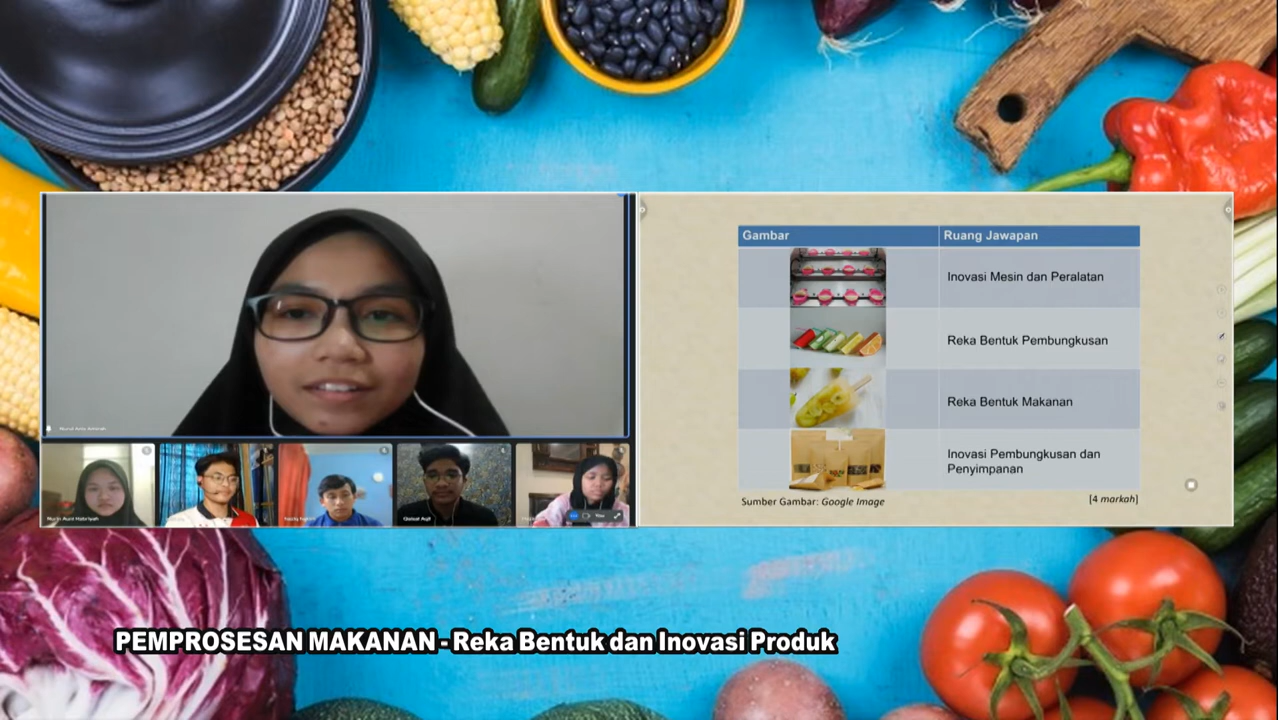 Gambar
Ruang Jawapan
Inovasi Mesin dan Peralatan
Reka Bentuk Pembungkusan
Reka Bentuk Makanan
Inovasi Pembungkusan dan
Penyimpanan
Sumber Gambar: Google Image
[4 markah]
PEMPROSESAN MAKANAN - Reka Bentuk dan Inovasi Produk